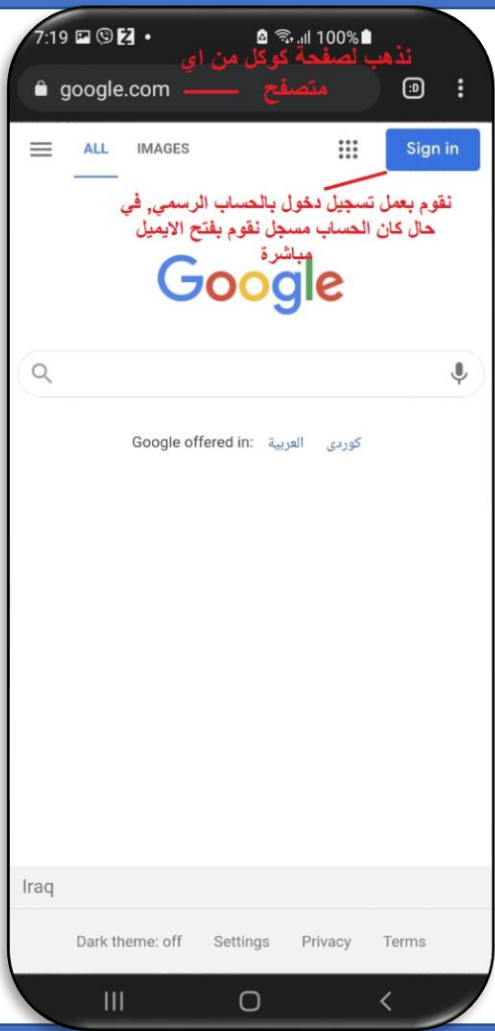 7:19 100%
نذهب لصفحة كوكل من اي
متصفح
google.com :D
ALL IMAGES Sign in
نقوم بعمل تسجيل دخول بالحساب الرسمي, في
حال كان الحساب مسجل نقوم بفتح الايميل
مباشرة
Google
Google offered in: العربية كوردی
Iraq
Dark theme: off Settings Privacy Terms